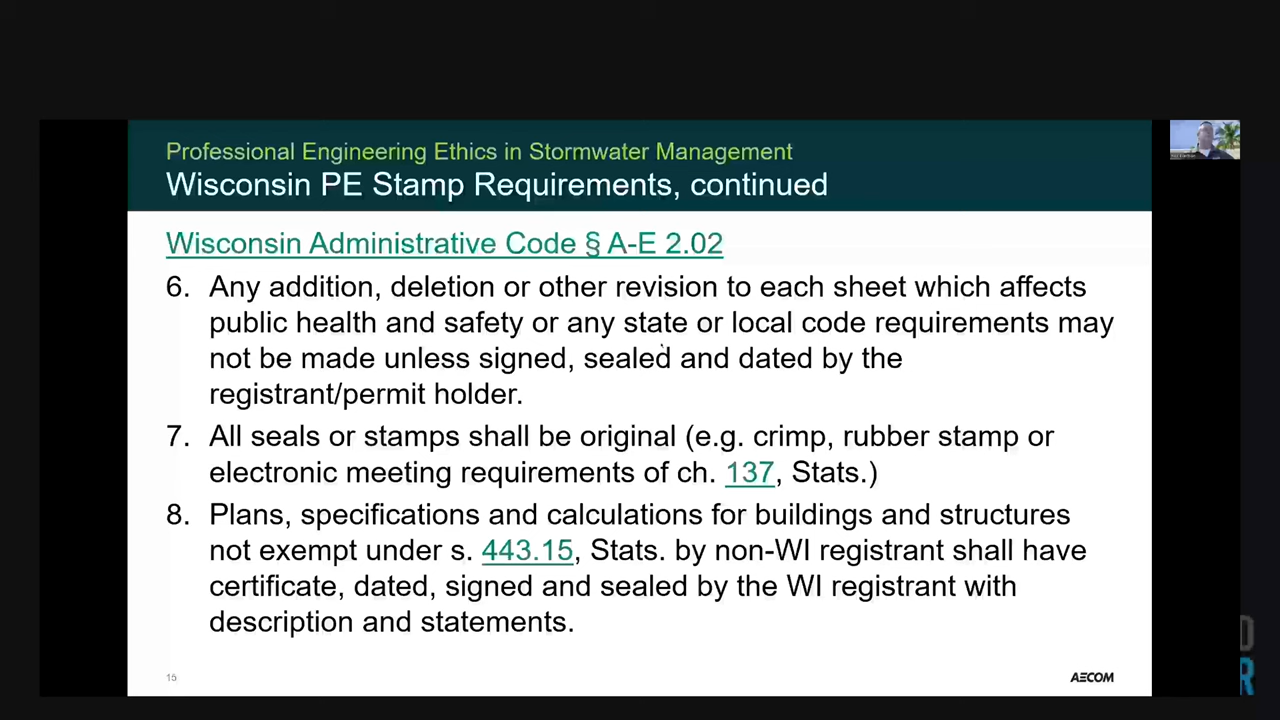 Professional Engineering Ethics in Stormwater Management
Wisconsin PE Stamp Requirements, continued
Wisconsin Administrative Code § A-E 2.02
6. Any addition, deletion or other revision to each sheet which affects
public health and safety or any state or local code requirements may
not be made unless signed, sealed and dated by the
registrant/permit holder.
7. All seals or stamps shall be original (e.g. crimp, rubber stamp or
electronic meeting requirements of ch. 137, Stats.)
8. Plans, specifications and calculations for buildings and structures
not exempt under s. 443.15, Stats. by non-WI registrant shall have
certificate, dated, signed and sealed by the WI registrant with
description and statements.
15
AECOM